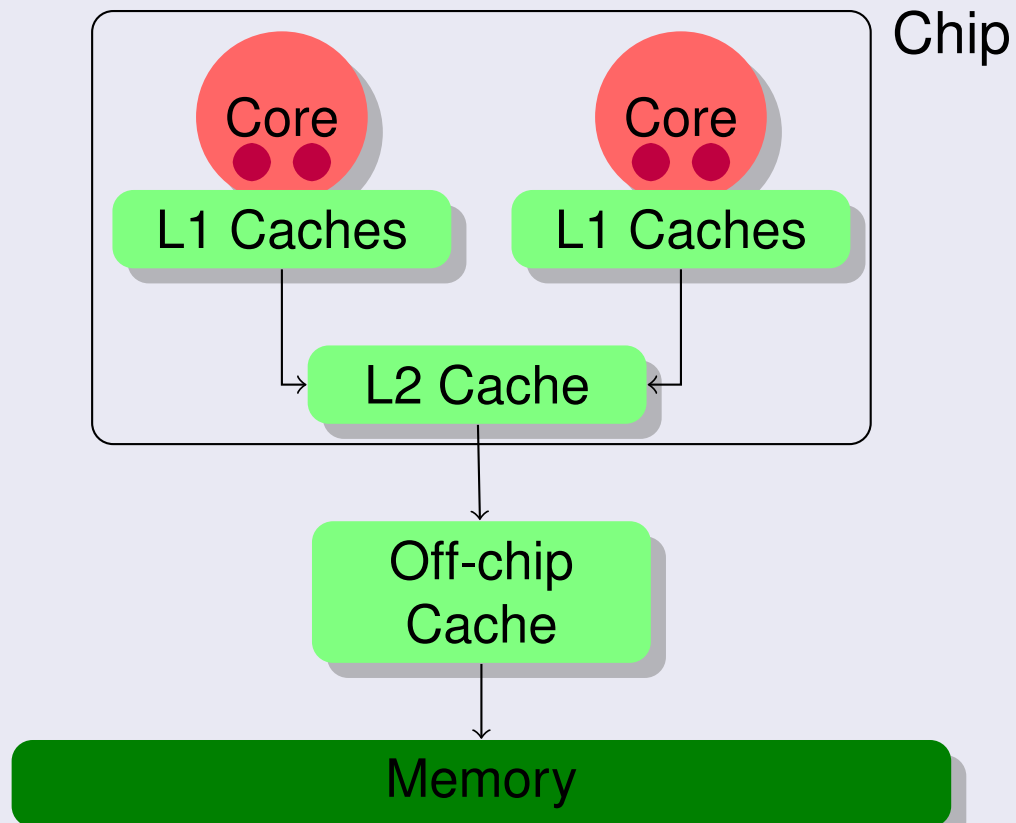 Chip
Core
Core
L1 Caches
L1 Caches
L2 Cache
Off-chip
Cache
Memory